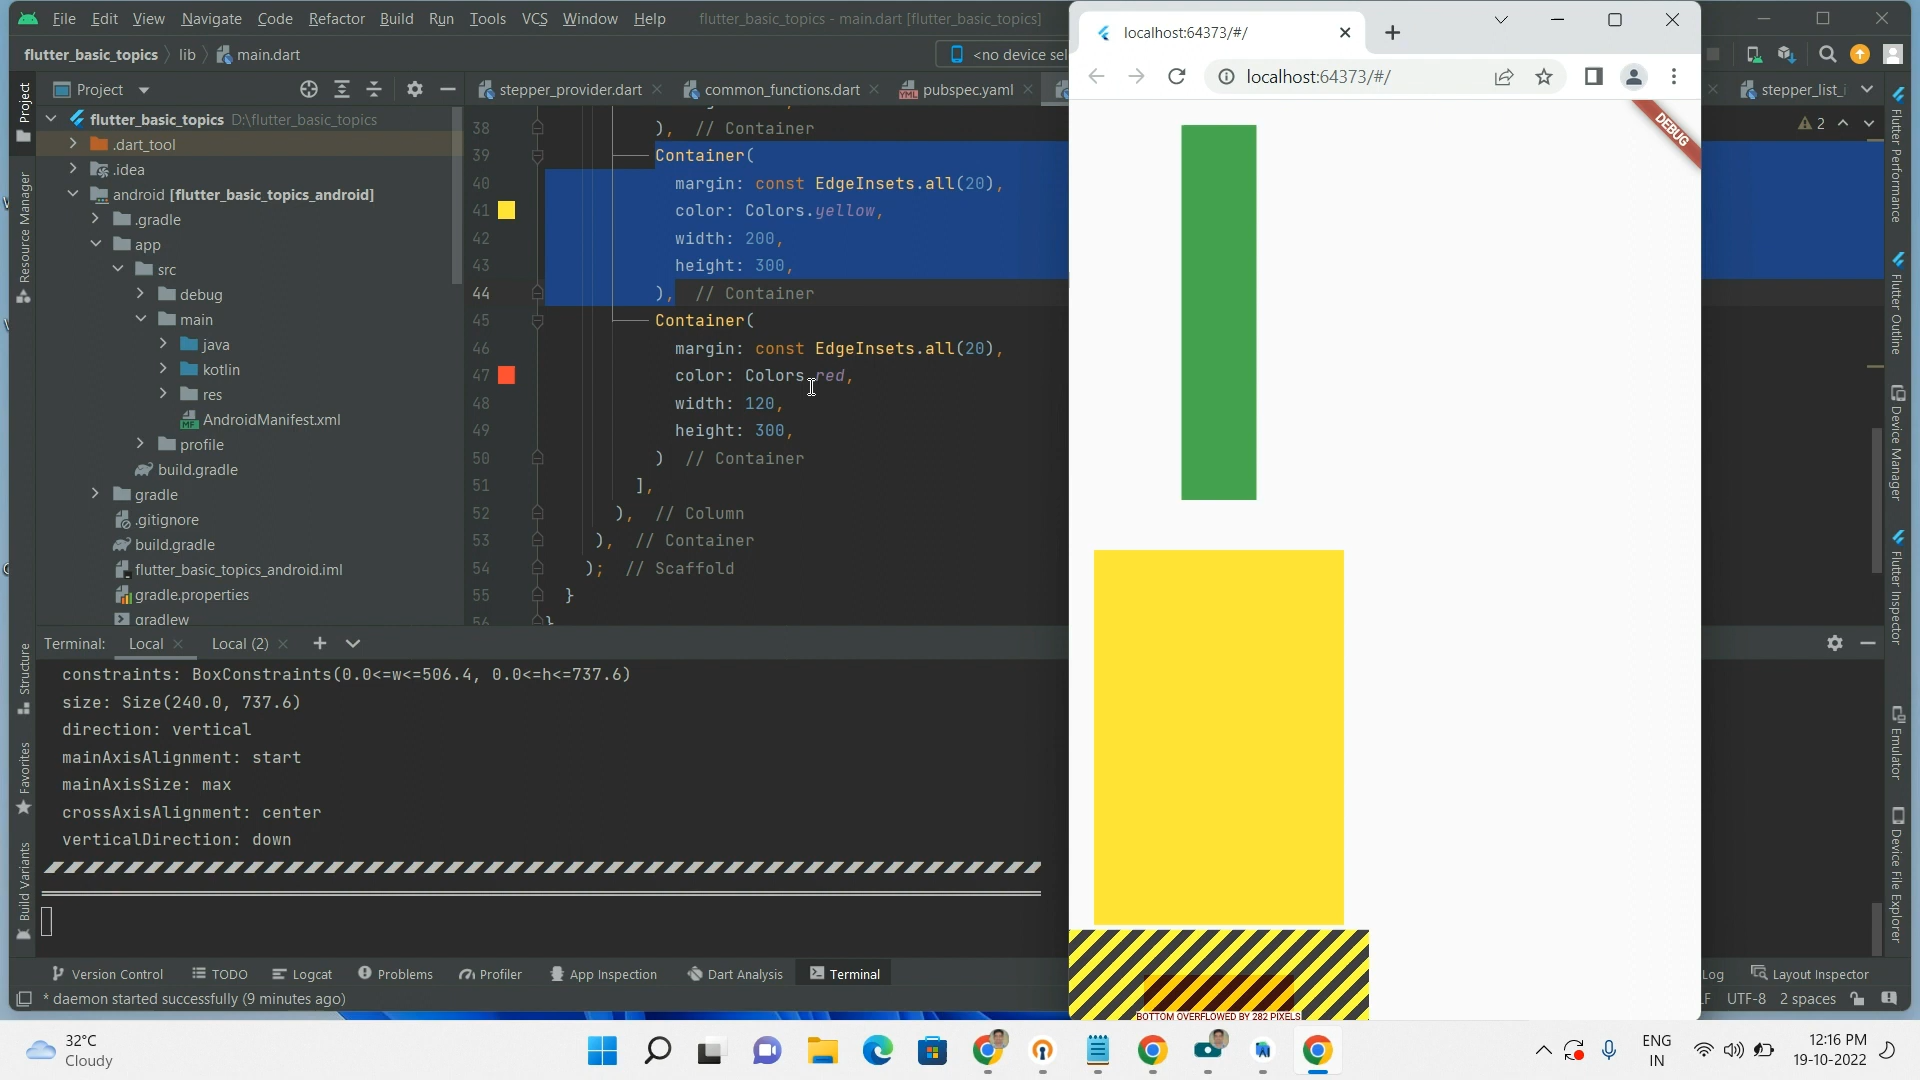 File Edit View Navigate Code Refactor Build Run Tools VCS Window Help flutter_basic_topics - main.dart [flutter_basic_topics]
flutter_basic_topics lib main.dart <no device sel
Project
stepper_provider.dart common_functions.dart pubspec.yaml
YML
stepper_list_
flutter_basic_topics D:\flutter_basic_topics
.dart_tool
.idea
android [flutter_basic_topics_android]
.gradle
app
src
debug
main
java
kotlin
res
MF
AndroidManifest.xml
profile
build.gradle
gradle
.gitignore
build.gradle
flutter_basic_topics_android.iml
gradle.properties
gradlew
38 ), // Container
39 Container(
40 margin: const EdgeInsets.all(20),
41 color: Colors.yellow,
42 width: 200,
43 height: 300,
44 ), // Container
45 Container(
46 margin: const EdgeInsets.all(20),
47 color: Colors.red,
48 width: 120,
49 height: 300,
50 ) // Container
51 ],
52 ), // Column
53 ), // Container
54 ); // Scaffold
55 }
56 }
2
Terminal: Local Local (2)
constraints: BoxConstraints(0.0<=w<=506.4, 0.0<=h<=737.6)
size: Size(240.0, 737.6)
direction: vertical
mainAxisAlignment: start
mainAxisSize: max
crossAxisAlignment: center
verticalDirection: down
Version Control TODO Logcat Problems Profiler App Inspection Dart Analysis Terminal
Log Layout Inspector
* daemon started successfully (9 minutes ago)
LF UTF-8 2 spaces
Project
Resource Manager
Structure
Favorites
Build Variants
Flutter Performance
Flutter Outline
Device Manager
Flutter Inspector
Emulator
Device File Explorer
localhost:64373/#/
localhost:64373/#/
DEBUG
BOTTOM OVERFLOWED BY 282 PIXELS
32°C
Cloudy
ENG
IN
12:16 PM
19-10-2022